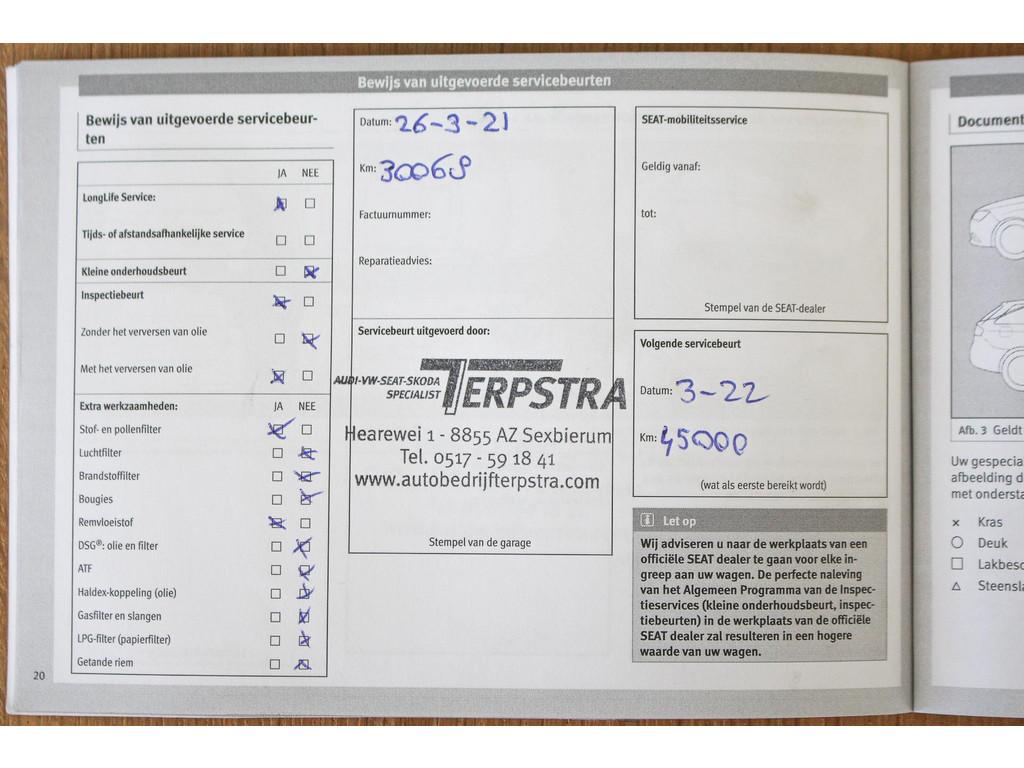 Bewijs van uitgevoerde servicebeurten
Bewijs van uitgevoerde servicebeur-
ten
JA NEE
LongLife Service:
Tijds- of afstandsafhankelijke service
Kleine onderhoudsbeurt
Inspectiebeurt
Zonder het verversen van olie
Met het verversen van olie
Extra werkzaamheden: JA NEE
Stof- en pollenfilter
Luchtfilter
Brandstoffilter
Bougies
Remvloeistof
DSG®: olie en filter
ATF
Haldex-koppeling (olie)
Gasfilter en slangen
LPG-filter (papierfilter)
Getande riem
20
Datum: 26-3-21
Km: 30068
Factuurnummer:
Reparatieadvies:
Servicebeurt uitgevoerd door:
AUDI-VW-SEAT-SKODA
SPECIALIST
TERPSTRA
Hearewei 1 - 8855 AZ Sexbierum
Tel. 0517 - 59 18 41
www.autobedrijfterpstra.com
Stempel van de garage
SEAT-mobiliteitsservice
Geldig vanaf:
tot:
Stempel van de SEAT-dealer
Volgende servicebeurt
Datum: 3-22
Km: 45000
(wat als eerste bereikt wordt)
Let op
Wij adviseren u naar de werkplaats van een
officiële SEAT dealer te gaan voor elke in-
greep aan uw wagen. De perfecte naleving
van het Algemeen Programma van de Inspec-
tieservices (kleine onderhoudsbeurt, inspec-
tiebeurten) in de werkplaats van de officiële
SEAT dealer zal resulteren in een hogere
waarde van uw wagen.
Document
Afb. 3 Geldt
Uw gespecia
afbeelding d
met ondersta
× Kras
○ Deuk
□ Lakbesc
△ Steensla